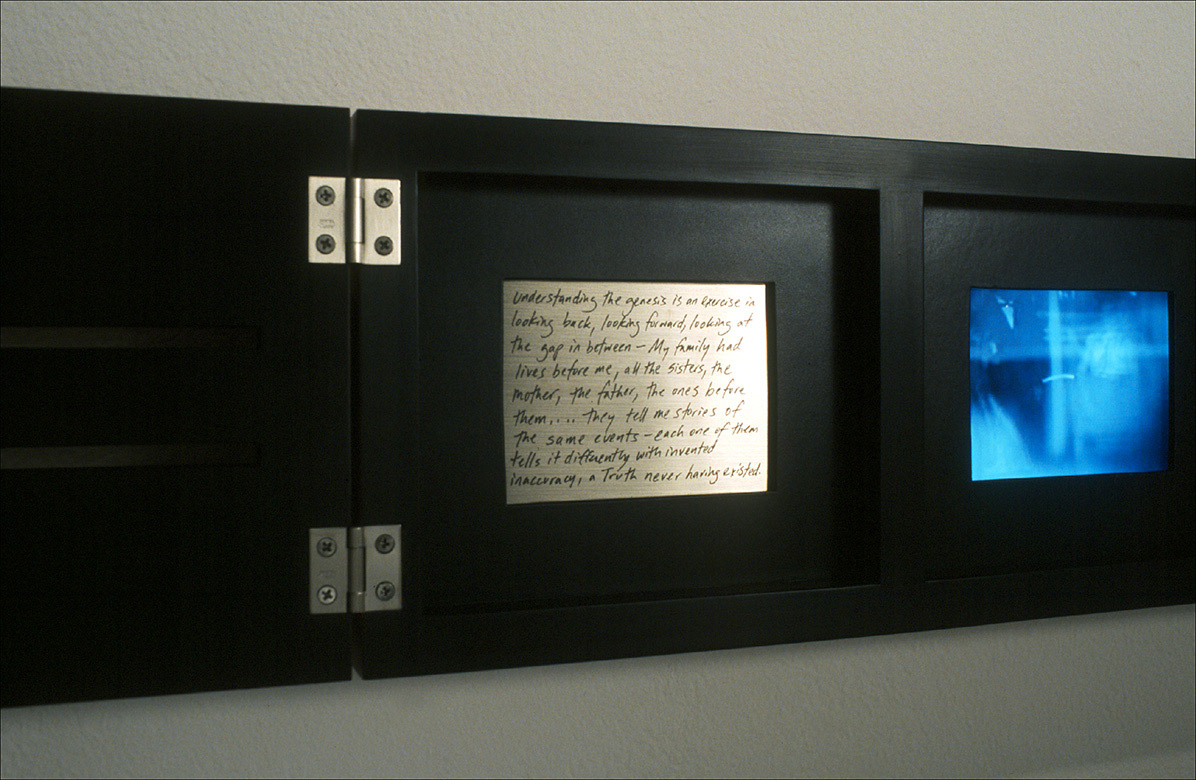 understanding the genesis is an exercise in
looking back, looking forward, looking at
the gap in between – My family had
lives before me, all the sisters, the
mother, the father, the ones before
them.... they tell me stories of
the same events – each one of them
tells it differently with invented
inaccuracy, a Truth never having existed.